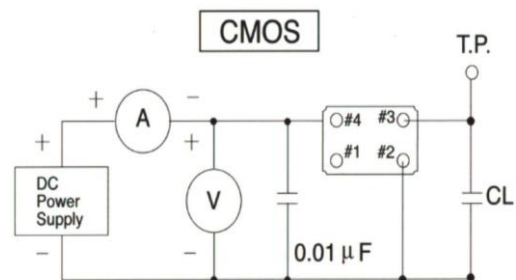 CMOS
T.P.
+ −
A
+ +
#4 #3
#1 #2
DC
Power
Supply
V
CL
− −
0.01 μF